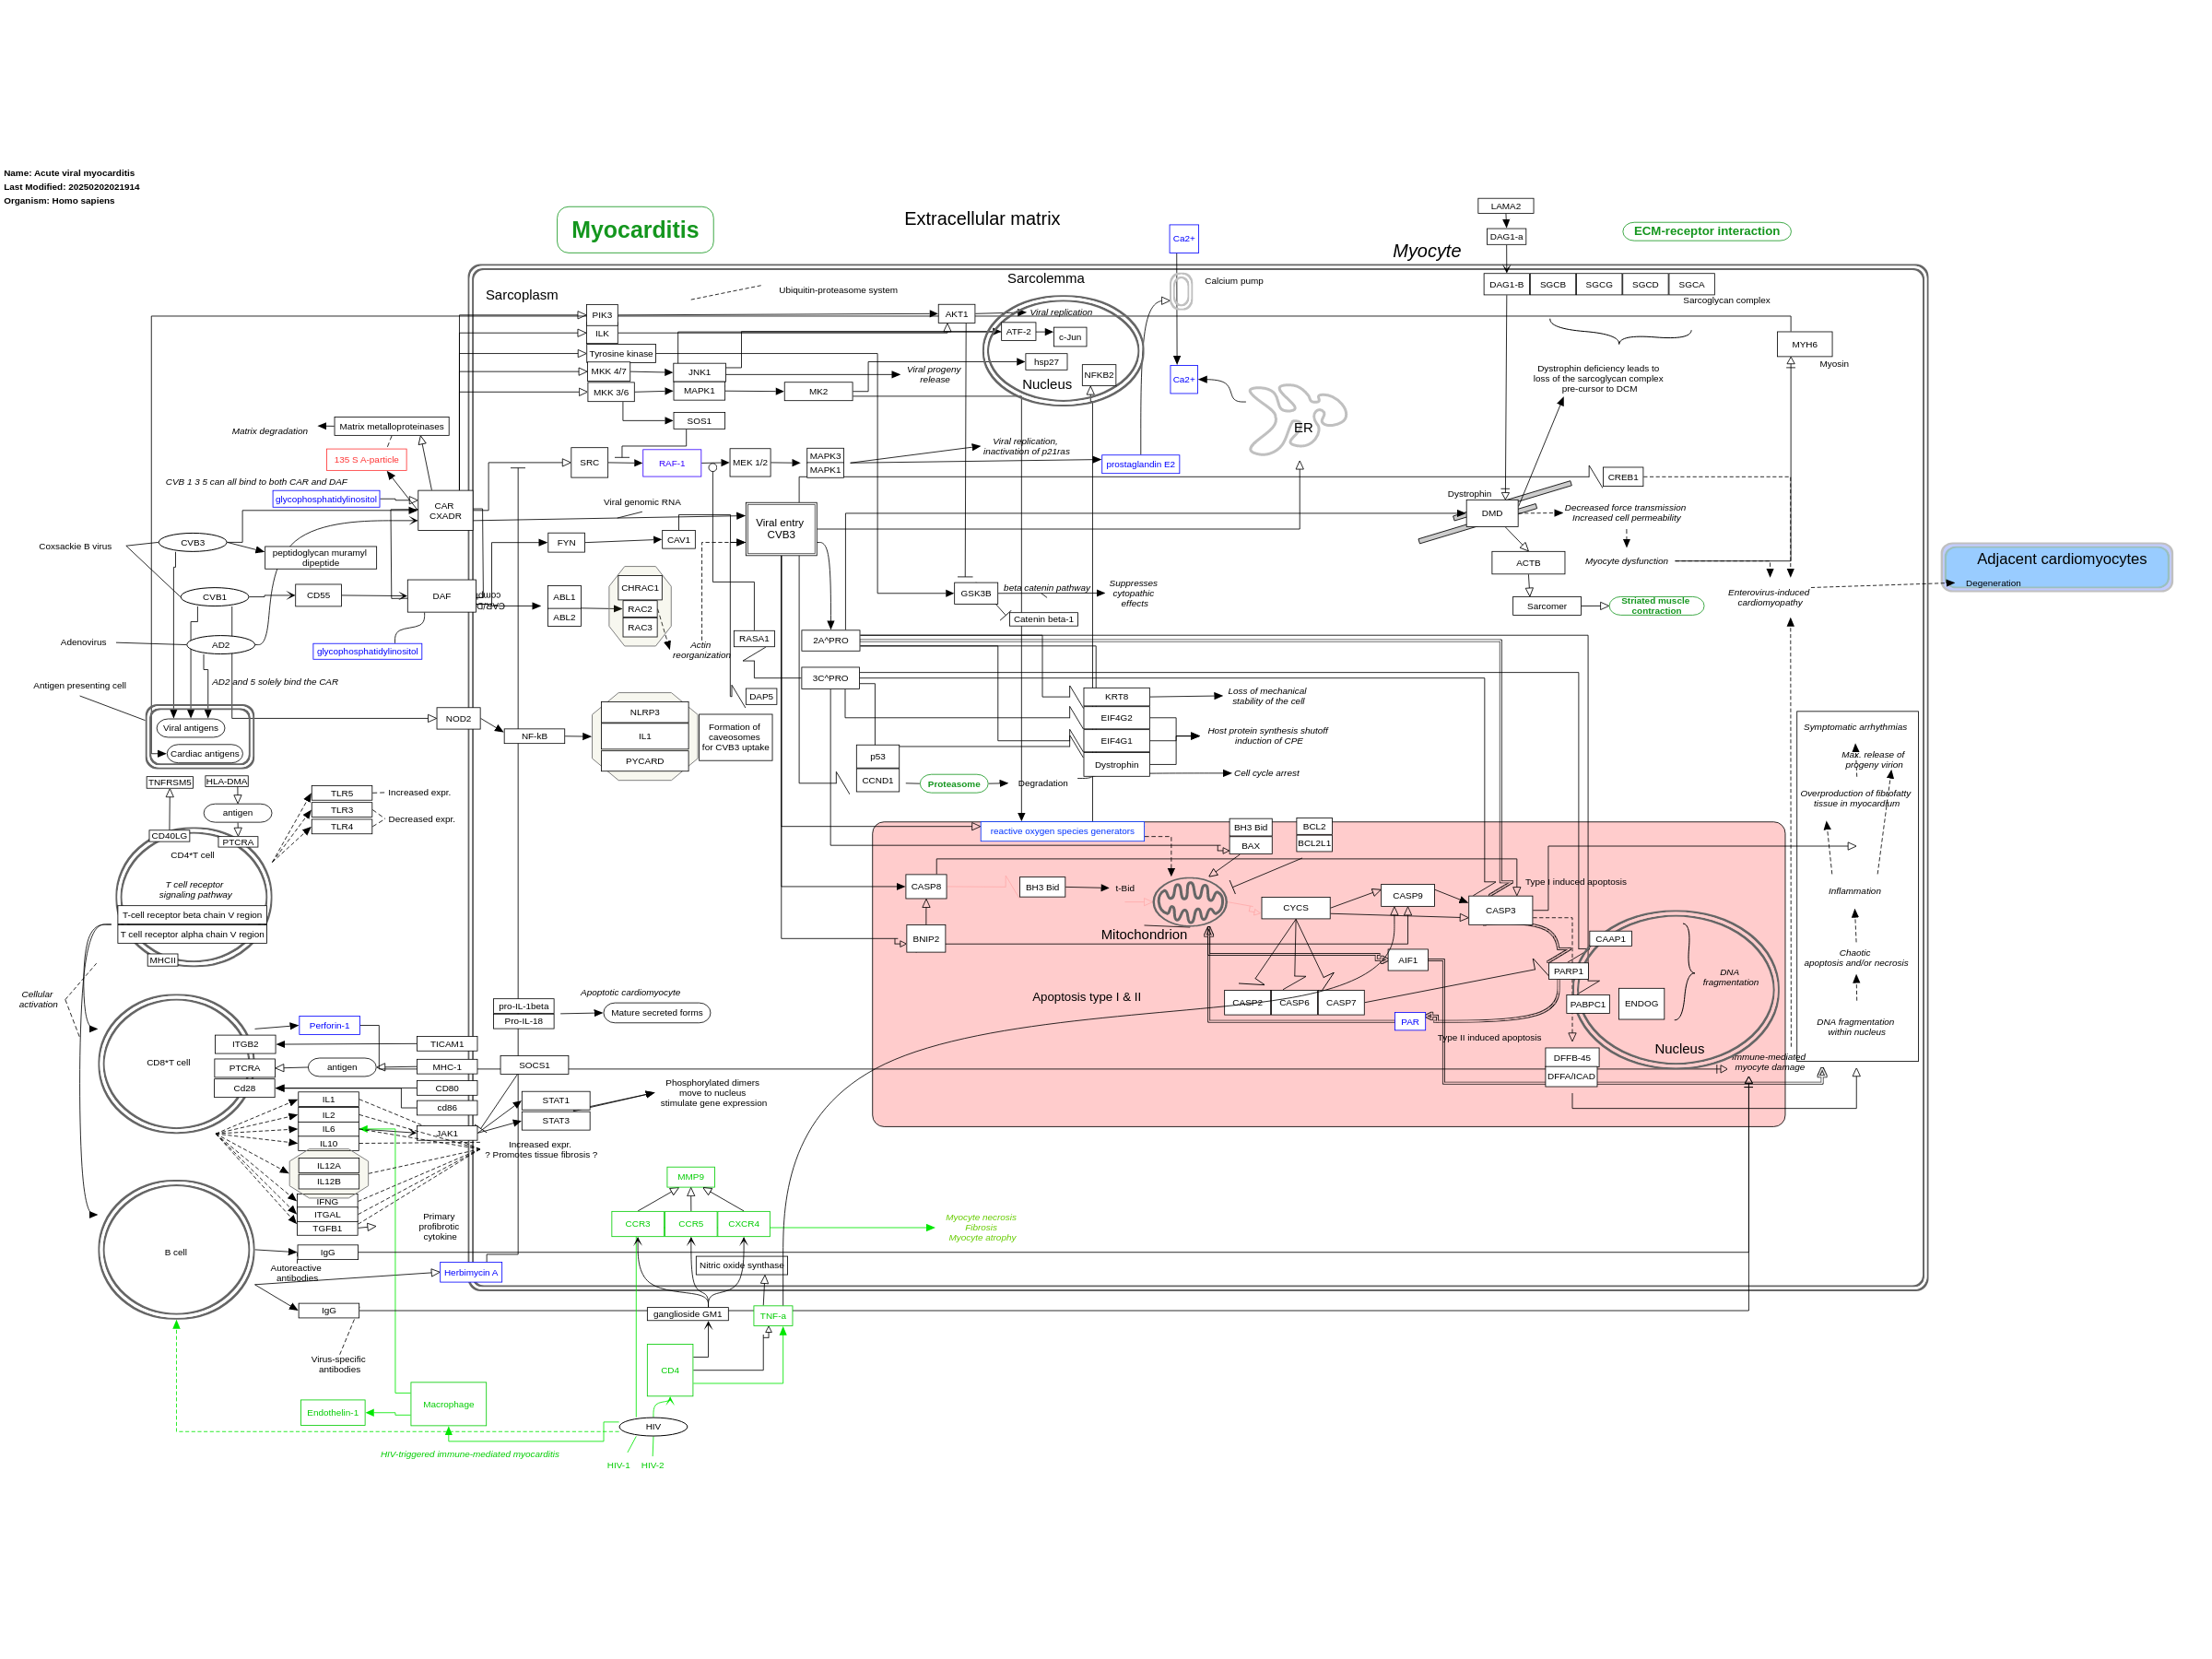 Name: Acute viral myocarditis
Last Modified: 20250202021914
Organism: Homo sapiens
Myocarditis
Extracellular matrix
Myocyte
ECM-receptor interaction
LAMA2
DAG1-a
DAG1-B
SGCB
SGCG
SGCD
SGCA
Sarcoglycan complex
Ca2+
Calcium pump
Ca2+
ER
Sarcolemma
Sarcoplasm
Ubiquitin-proteasome system
PIK3
ILK
Tyrosine kinase
MKK 4/7
MKK 3/6
JNK1
MAPK1
SOS1
MK2
AKT1
Viral replication
ATF-2
c-Jun
hsp27
NFKB2
Nucleus
Viral progeny
release
MYH6
Myosin
Dystrophin deficiency leads to
loss of the sarcoglycan complex
pre-cursor to DCM
Matrix degradation
Matrix metalloproteinases
135 S A-particle
CVB 1 3 5 can all bind to both CAR and DAF
glycophosphatidylinositol
CAR
CXADR
SRC
RAF-1
MEK 1/2
MAPK3
MAPK1
Viral replication,
inactivation of p21ras
prostaglandin E2
CREB1
Dystrophin
DMD
Decreased force transmission
Increased cell permeability
Viral genomic RNA
Viral entry
CVB3
Coxsackie B virus
CVB3
peptidoglycan muramyl
dipeptide
FYN
CAV1
ACTB
Myocyte dysfunction
Adjacent cardiomyocytes
Degeneration
CVB1
CD55
DAF
CARD
comp
ABL1
ABL2
CHRAC1
RAC2
RAC3
GSK3B
beta catenin pathway
Suppresses
cytopathic
effects
Catenin beta-1
Sarcomer
Striated muscle
contraction
Enterovirus-induced
cardiomyopathy
Adenovirus
AD2
glycophosphatidylinositol
Actin
reorganization
RASA1
2A^PRO
3C^PRO
AD2 and 5 solely bind the CAR
Antigen presenting cell
DAP5
Viral antigens
Cardiac antigens
NOD2
NF-kB
NLRP3
IL1
PYCARD
Formation of
caveosomes
for CVB3 uptake
KRT8
EIF4G2
EIF4G1
Dystrophin
Loss of mechanical
stability of the cell
Host protein synthesis shutoff
induction of CPE
Cell cycle arrest
p53
CCND1
Proteasome
Degradation
Symptomatic arrhythmias
Max. release of
progeny virion
Overproduction of fibiofatty
tissue in myocardium
Inflammation
Chaotic
apoptosis and/or necrosis
DNA fragmentation
within nucleus
TNFRSM5
HLA-DMA
antigen
CD40LG
PTCRA
CD4*T cell
T cell receptor
signaling pathway
T-cell receptor beta chain V region
T cell receptor alpha chain V region
MHCII
TLR5
TLR3
TLR4
Increased expr.
Decreased expr.
reactive oxygen species generators
BH3 Bid
BAX
BCL2
BCL2L1
CASP8
BH3 Bid
t-Bid
BNIP2
Mitochondrion
CYCS
CASP9
CASP3
Type I induced apoptosis
AIF1
CAAP1
PARP1
PABPC1
ENDOG
DNA
fragmentation
Apoptosis type I & II
CASP2
CASP6
CASP7
PAR
Type II induced apoptosis
Nucleus
DFFB-45
DFFA/ICAD
Immune-mediated
myocyte damage
Cellular
activation
CD8*T cell
Perforin-1
ITGB2
PTCRA
Cd28
antigen
TICAM1
MHC-1
CD80
cd86
pro-IL-1beta
Pro-IL-18
Apoptotic cardiomyocyte
Mature secreted forms
SOCS1
STAT1
STAT3
Phosphorylated dimers
move to nucleus
stimulate gene expression
JAK1
IL1
IL2
IL6
IL10
IL12A
IL12B
IFNG
ITGAL
TGFB1
Increased expr.
? Promotes tissue fibrosis ?
Primary
profibrotic
cytokine
B cell
IgG
Autoreactive
antibodies
Herbimycin A
IgG
Virus-specific
antibodies
MMP9
CCR3
CCR5
CXCR4
Myocyte necrosis
Fibrosis
Myocyte atrophy
Nitric oxide synthase
ganglioside GM1
TNF-a
CD4
Macrophage
Endothelin-1
HIV
HIV-triggered immune-mediated myocarditis
HIV-1
HIV-2